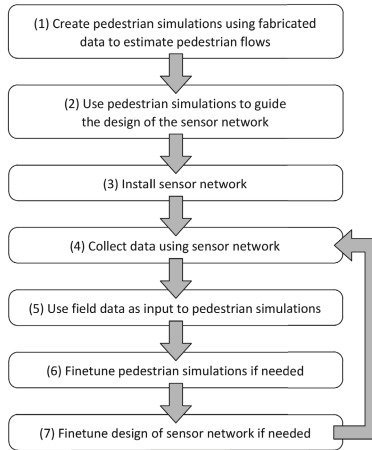 (1) Create pedestrian simulations using fabricated
data to estimate pedestrian flows
(2) Use pedestrian simulations to guide
the design of the sensor network
(3) Install sensor network
(4) Collect data using sensor network
(5) Use field data as input to pedestrian simulations
(6) Finetune pedestrian simulations if needed
(7) Finetune design of sensor network if needed